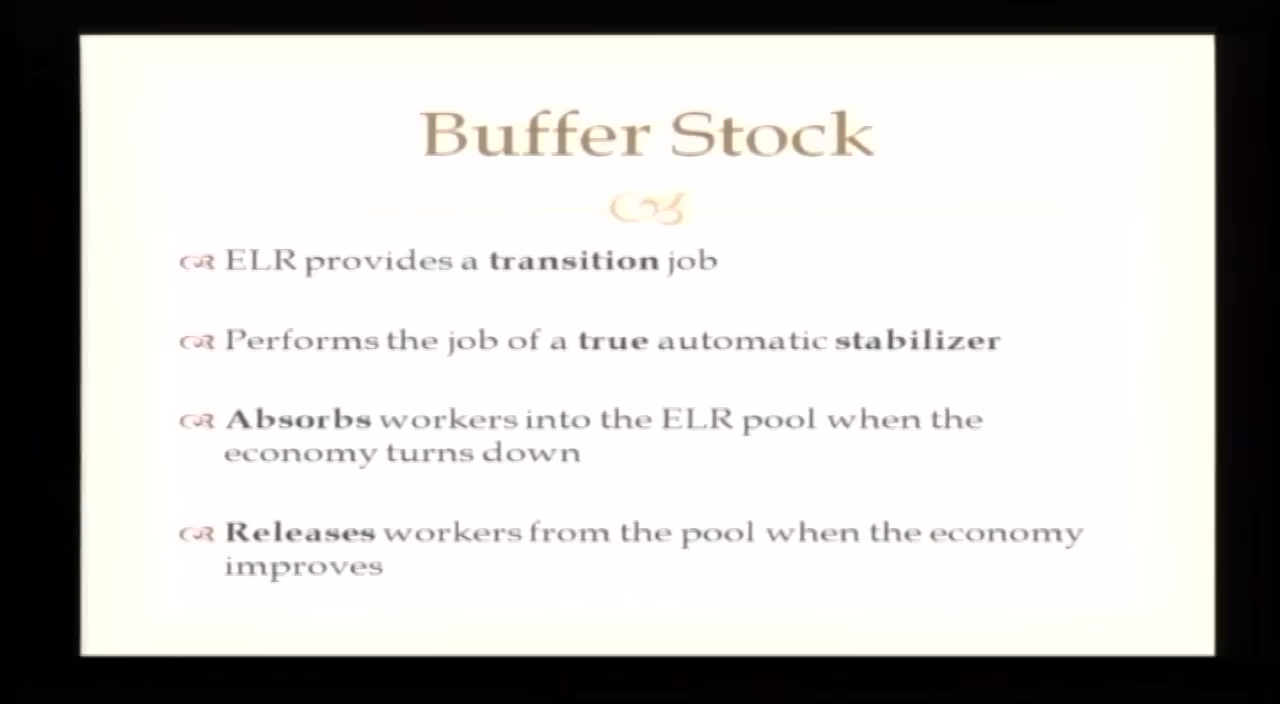 Buffer Stock
ELR provides a transition job
Performs the job of a true automatic stabilizer
Absorbs workers into the ELR pool when the
economy turns down
Releases workers from the pool when the economy
improves